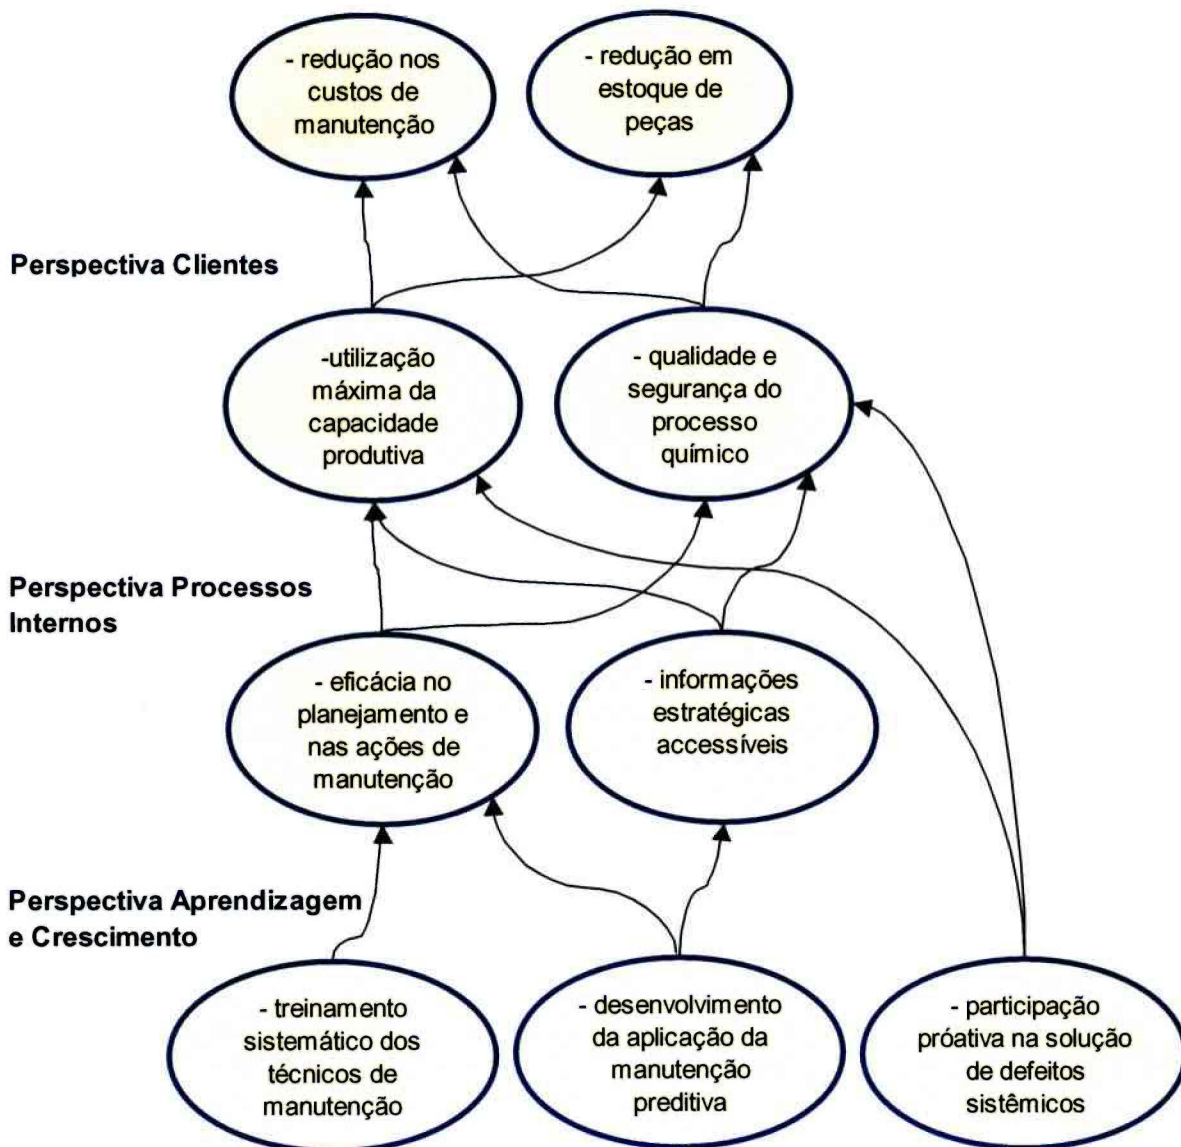 - redução nos
custos de
manutenção
- redução em
estoque de
peças
Perspectiva Clientes
-utilização
máxima da
capacidade
produtiva
- qualidade e
segurança do
processo
químico
Perspectiva Processos
Internos
- eficácia no
planejamento e
nas ações de
manutenção
- informações
estratégicas
accessíveis
Perspectiva Aprendizagem
e Crescimento
- treinamento
sistemático dos
técnicos de
manutenção
- desenvolvimento
da aplicação da
manutenção
preditiva
- participação
próativa na solução
de defeitos
sistêmicos